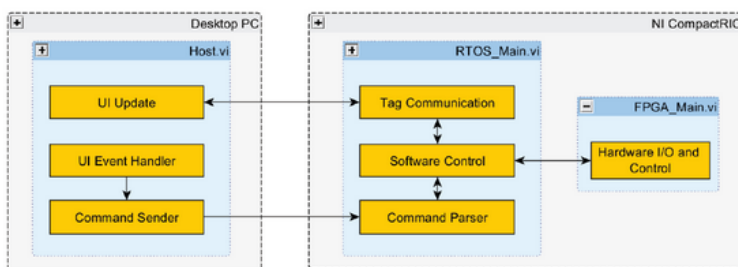 Desktop PC
Host.vi
UI Update
UI Event Handler
Command Sender
NI CompactRIO
RTOS_Main.vi
Tag Communication
Software Control
Command Parser
FPGA_Main.vi
Hardware I/O and
Control